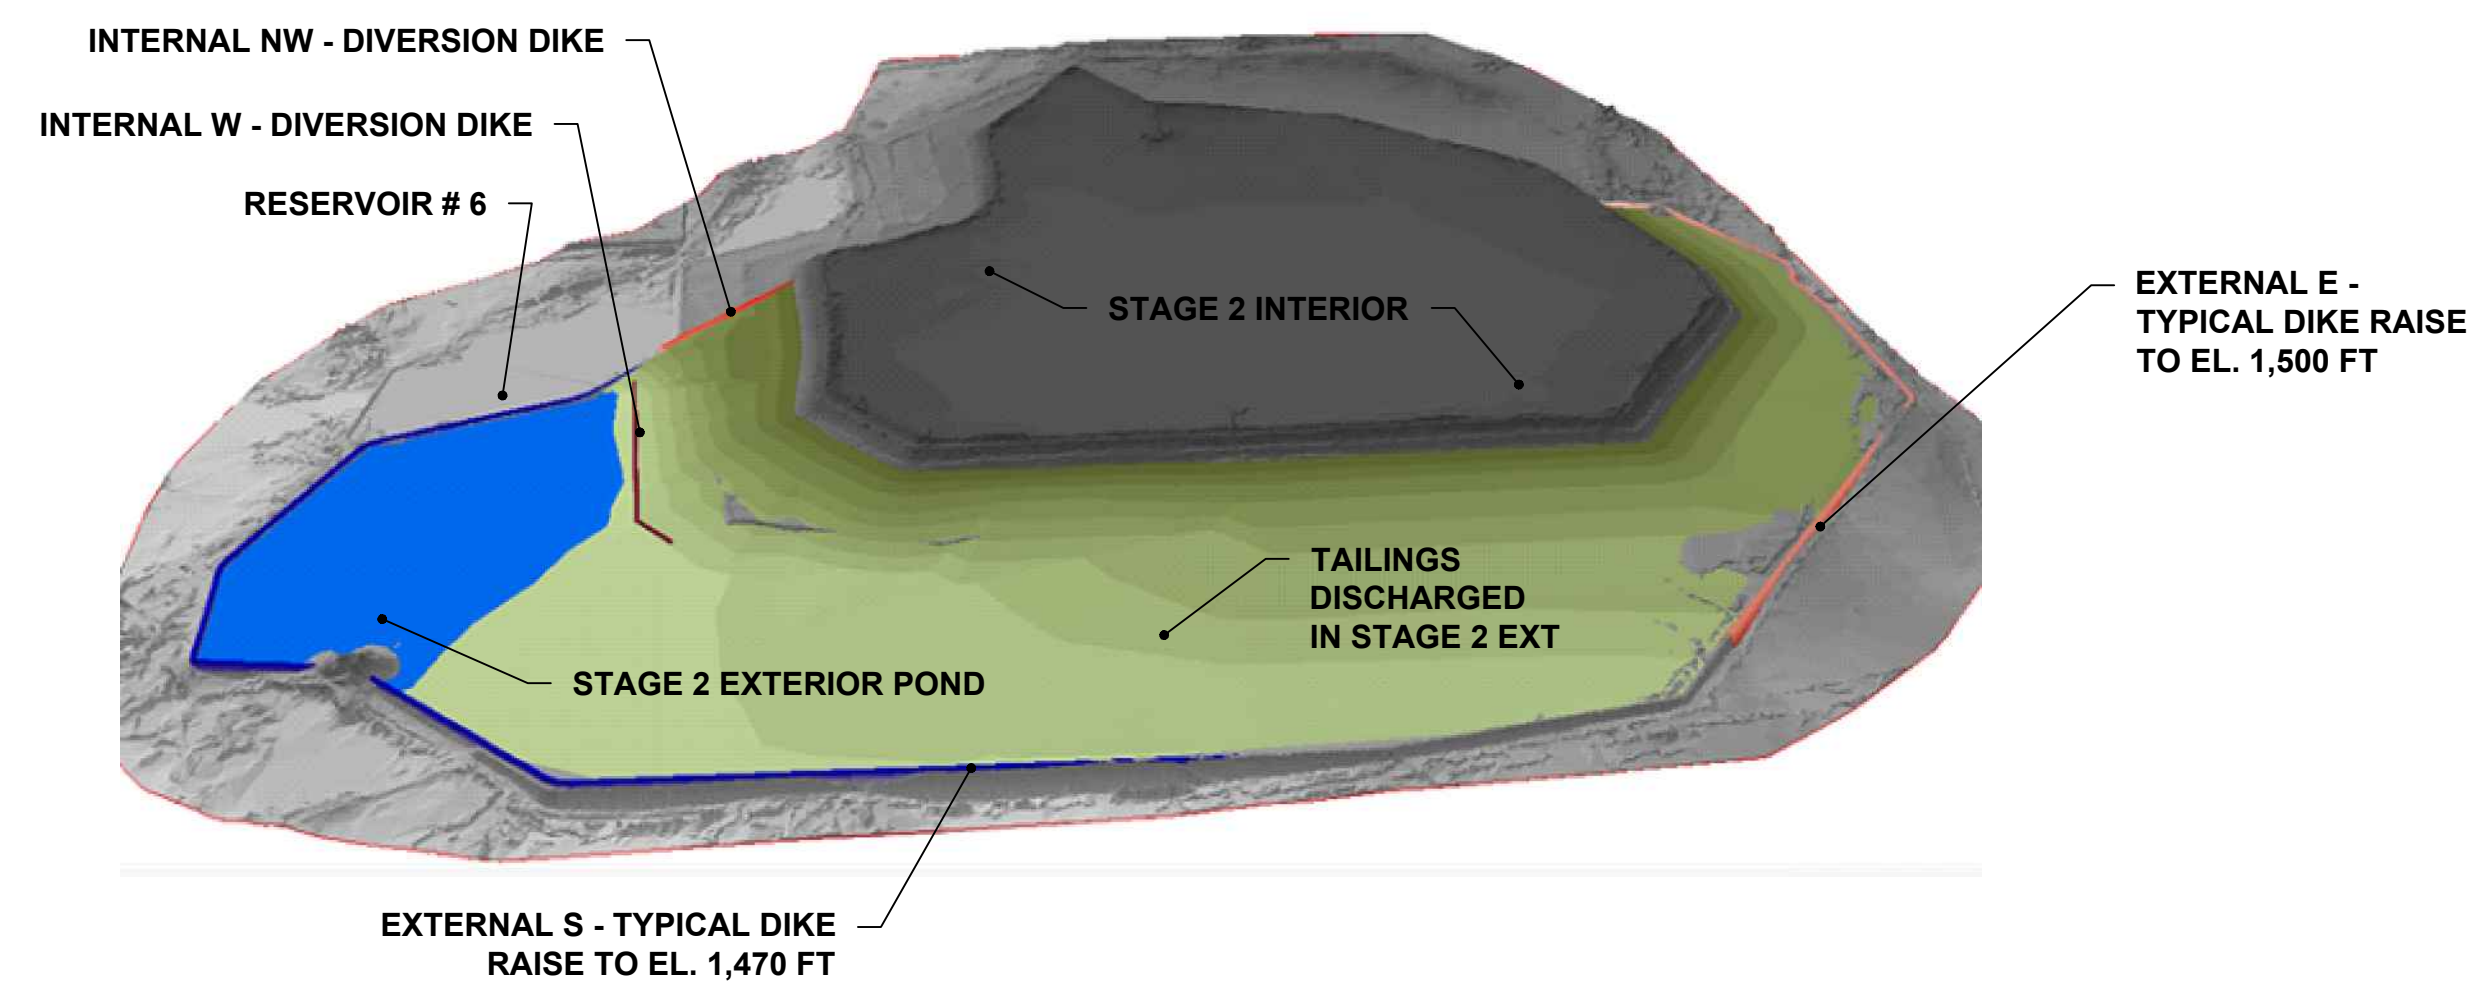 INTERNAL NW - DIVERSION DIKE
INTERNAL W - DIVERSION DIKE
RESERVOIR # 6
STAGE 2 INTERIOR
EXTERNAL E -
TYPICAL DIKE RAISE
TO EL. 1,500 FT
TAILINGS
DISCHARGED
IN STAGE 2 EXT
STAGE 2 EXTERIOR POND
EXTERNAL S - TYPICAL DIKE
RAISE TO EL. 1,470 FT